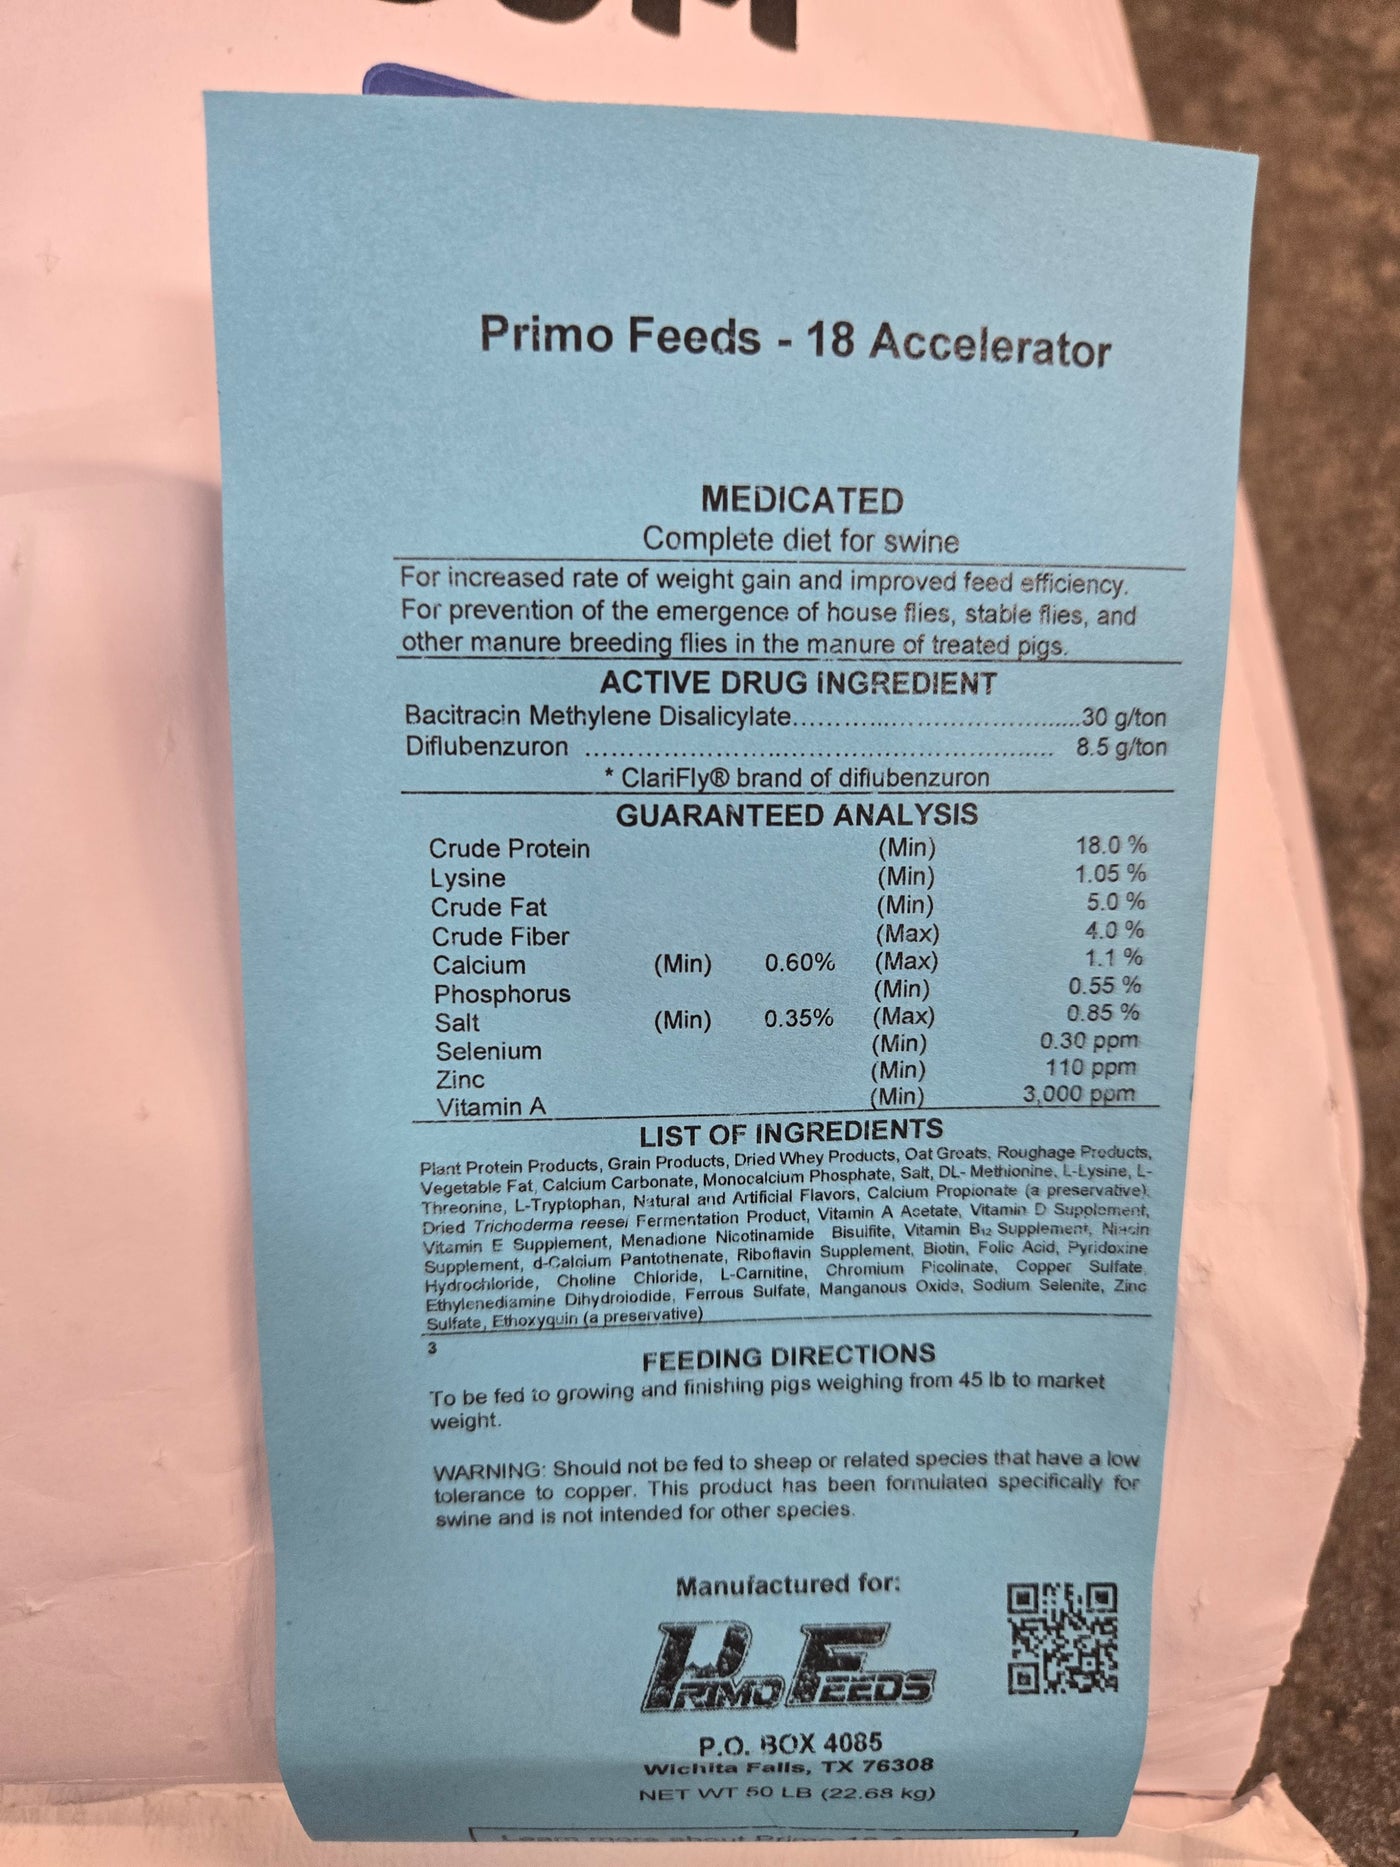 Primo Feeds - 18 Accelerator
MEDICATED
Complete diet for swine
For increased rate of weight gain and improved feed efficiency.
For prevention of the emergence of house flies, stable flies, and
other manure breeding flies in the manure of treated pigs.
ACTIVE DRUG INGREDIENT
Bacitracin Methylene Disalicylate.......................................30 g/ton
Diflubenzuron ................................................................ 8.5 g/ton
* ClariFly® brand of diflubenzuron
GUARANTEED ANALYSIS
Crude Protein (Min) 18.0 %
Lysine (Min) 1.05 %
Crude Fat (Min) 5.0 %
Crude Fiber (Max) 4.0 %
Calcium (Min) 0.60% (Max) 1.1 %
Phosphorus (Min) 0.55 %
Salt (Min) 0.35% (Max) 0.85 %
Selenium (Min) 0.30 ppm
Zinc (Min) 110 ppm
Vitamin A (Min) 3,000 ppm
LIST OF INGREDIENTS
Plant Protein Products, Grain Products, Dried Whey Products, Oat Groats, Roughage Products,
Vegetable Fat, Calcium Carbonate, Monocalcium Phosphate, Salt, DL- Methionine, L-Lysine, L-
Threonine, L-Tryptophan, Natural and Artificial Flavors, Calcium Propionate (a preservative),
Dried Trichoderma reesei Fermentation Product, Vitamin A Acetate, Vitamin D Supplement,
Vitamin E Supplement, Menadione Nicotinamide Bisulfite, Vitamin B12 Supplement, Niacin
Supplement, d-Calcium Pantothenate, Riboflavin Supplement, Biotin, Folic Acid, Pyridoxine
Hydrochloride, Choline Chloride, L-Carnitine, Chromium Picolinate, Copper Sulfate,
Ethylenediamine Dihydroiodide, Ferrous Sulfate, Manganous Oxide, Sodium Selenite, Zinc
Sulfate, Ethoxyquin (a preservative)
3
FEEDING DIRECTIONS
To be fed to growing and finishing pigs weighing from 45 lb to market
weight.
WARNING: Should not be fed to sheep or related species that have a low
tolerance to copper. This product has been formulated specifically for
swine and is not intended for other species.
Manufactured for:
PRIMO FEEDS
P.O. BOX 4085
Wichita Falls, TX 76308
NET WT 50 LB (22.68 kg)
Learn more about Primo 18